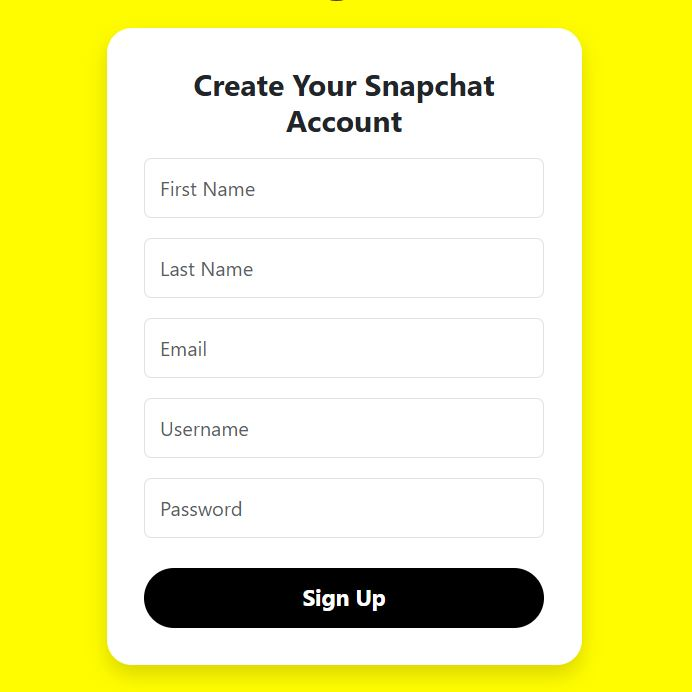 Create Your Snapchat
Account
First Name
Last Name
Email
Username
Password
Sign Up